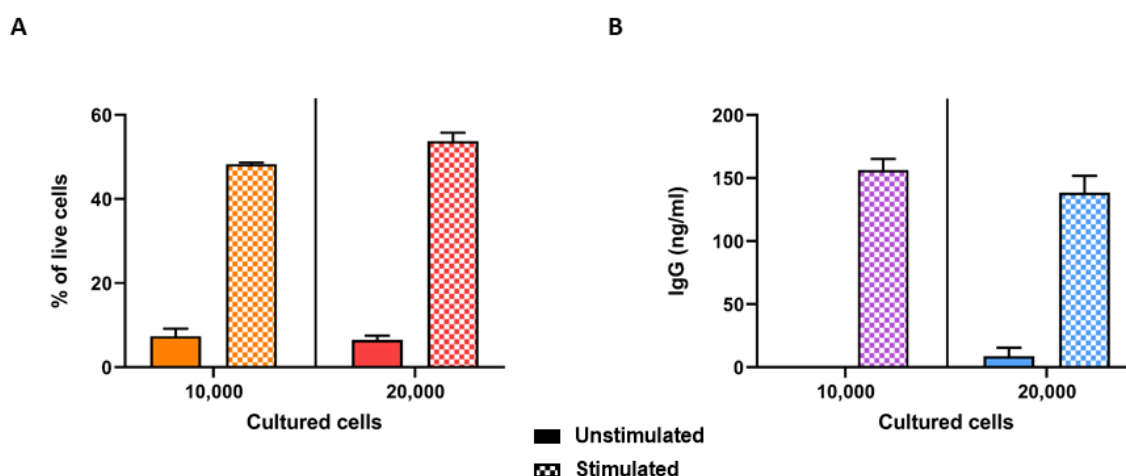 A
B
% of live cells
60
40
20
0
10,000
20,000
Cultured cells
IgG (ng/ml)
200
150
100
50
0
10,000
20,000
Cultured cells
Unstimulated
Stimulated